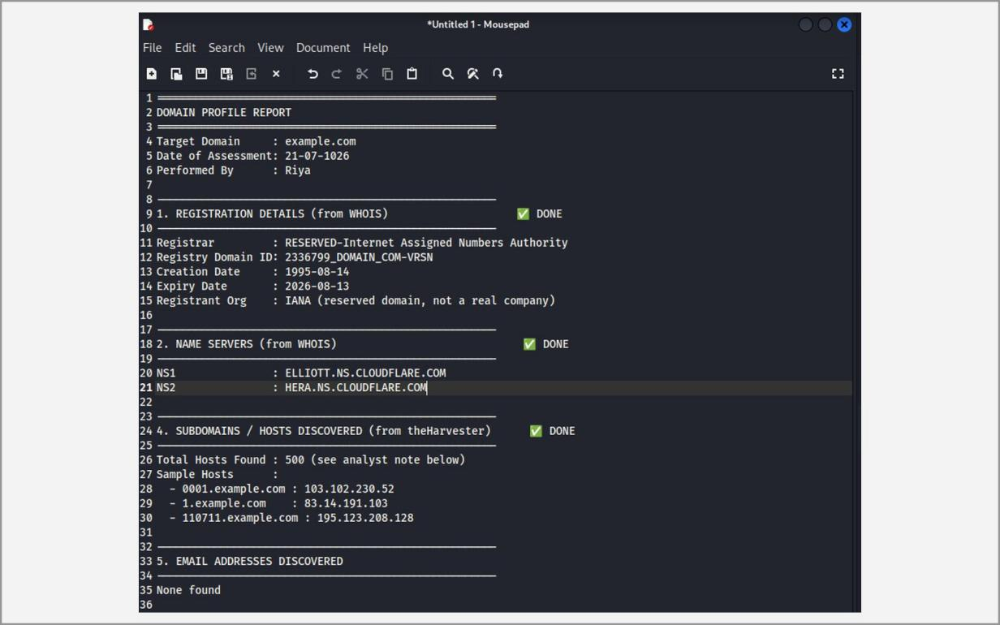 *Untitled 1 - Mousepad
File Edit Search View Document Help
1 ====================================================
2 DOMAIN PROFILE REPORT
3 ====================================================
4 Target Domain     : example.com
5 Date of Assessment: 21-07-1026
6 Performed By      : Riya
7
8 ----------------------------------------------------
9 1. REGISTRATION DETAILS (from WHOIS)                    ✅ DONE
10 ----------------------------------------------------
11 Registrar         : RESERVED-Internet Assigned Numbers Authority
12 Registry Domain ID: 2336799_DOMAIN_COM-VRSN
13 Creation Date     : 1995-08-14
14 Expiry Date       : 2026-08-13
15 Registrant Org    : IANA (reserved domain, not a real company)
16
17 ----------------------------------------------------
18 2. NAME SERVERS (from WHOIS)                             ✅ DONE
19 ----------------------------------------------------
20 NS1               : ELLIOTT.NS.CLOUDFLARE.COM
21 NS2               : HERA.NS.CLOUDFLARE.COM
22
23 ----------------------------------------------------
24 4. SUBDOMAINS / HOSTS DISCOVERED (from theHarvester)      ✅ DONE
25 ----------------------------------------------------
26 Total Hosts Found : 500 (see analyst note below)
27 Sample Hosts      :
28   - 0001.example.com : 103.102.230.52
29   - 1.example.com    : 83.14.191.103
30   - 110711.example.com : 195.123.208.128
31
32 ----------------------------------------------------
33 5. EMAIL ADDRESSES DISCOVERED
34 ----------------------------------------------------
35 None found
36